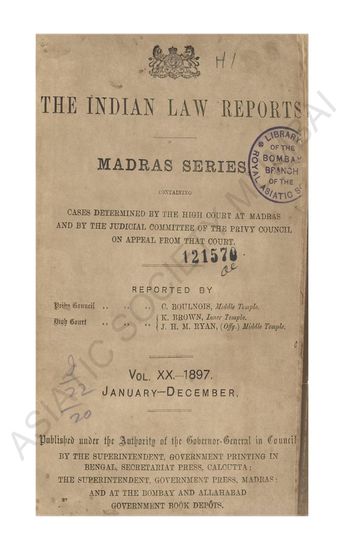 H1
THE INDIAN LAW REPORTS
MADRAS SERIES
CONTAINING
CASES DETERMINED BY THE HIGH COURT AT MADRAS
AND BY THE JUDICIAL COMMITTEE OF THE PRIVY COUNCIL
ON APPEAL FROM THAT COURT.
LIBRARY
OF THE
BOMBAY
BRANCH
OF THE
ROYAL ASIATIC
121570
REPORTED BY
Privy Council .. .. .. C. BOULNOIS, Middle Temple.
High Court .. .. .. { K. BROWN, Inner Temple.
J. H. M. RYAN, (Offg.) Middle Temple.
VOL. XX.—1897.
JANUARY—DECEMBER.
22
20
Published under the Authority of the Governor-General in Council
BY THE SUPERINTENDENT, GOVERNMENT PRINTING IN
BENGAL, SECRETARIAT PRESS, CALCUTTA;
THE SUPERINTENDENT, GOVERNMENT PRESS, MADRAS;
AND AT THE BOMBAY AND ALLAHABAD
GOVERNMENT BOOK DEPÔTS.
ASIATIC SOCIETY MUMBAI